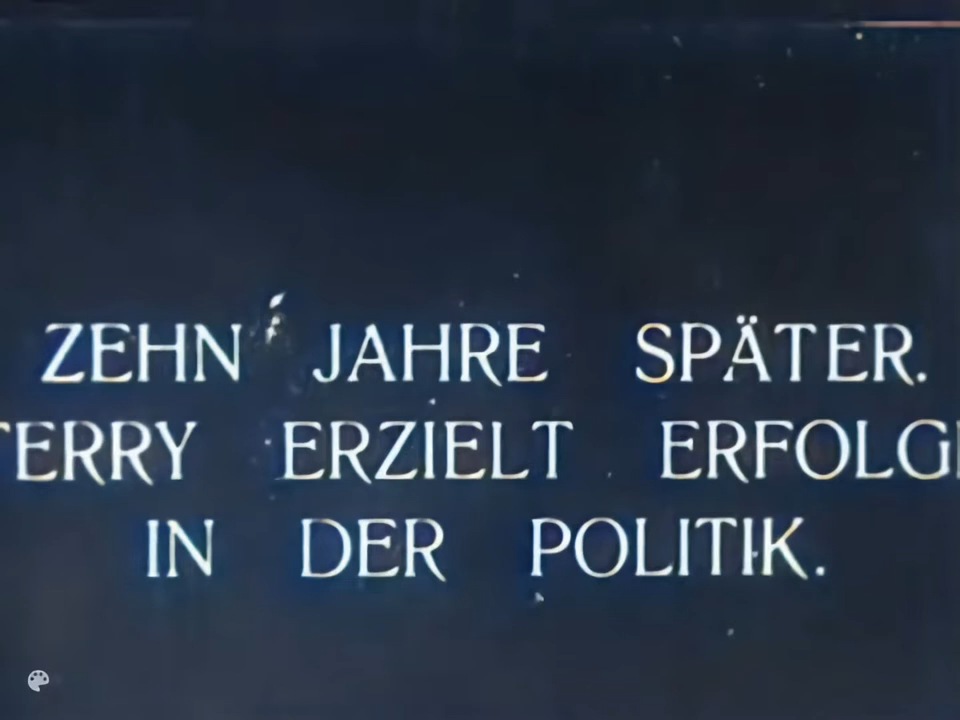 ZEHN JAHRE SPÄTER.
TERRY ERZIELT ERFOLGE
IN DER POLITIK.